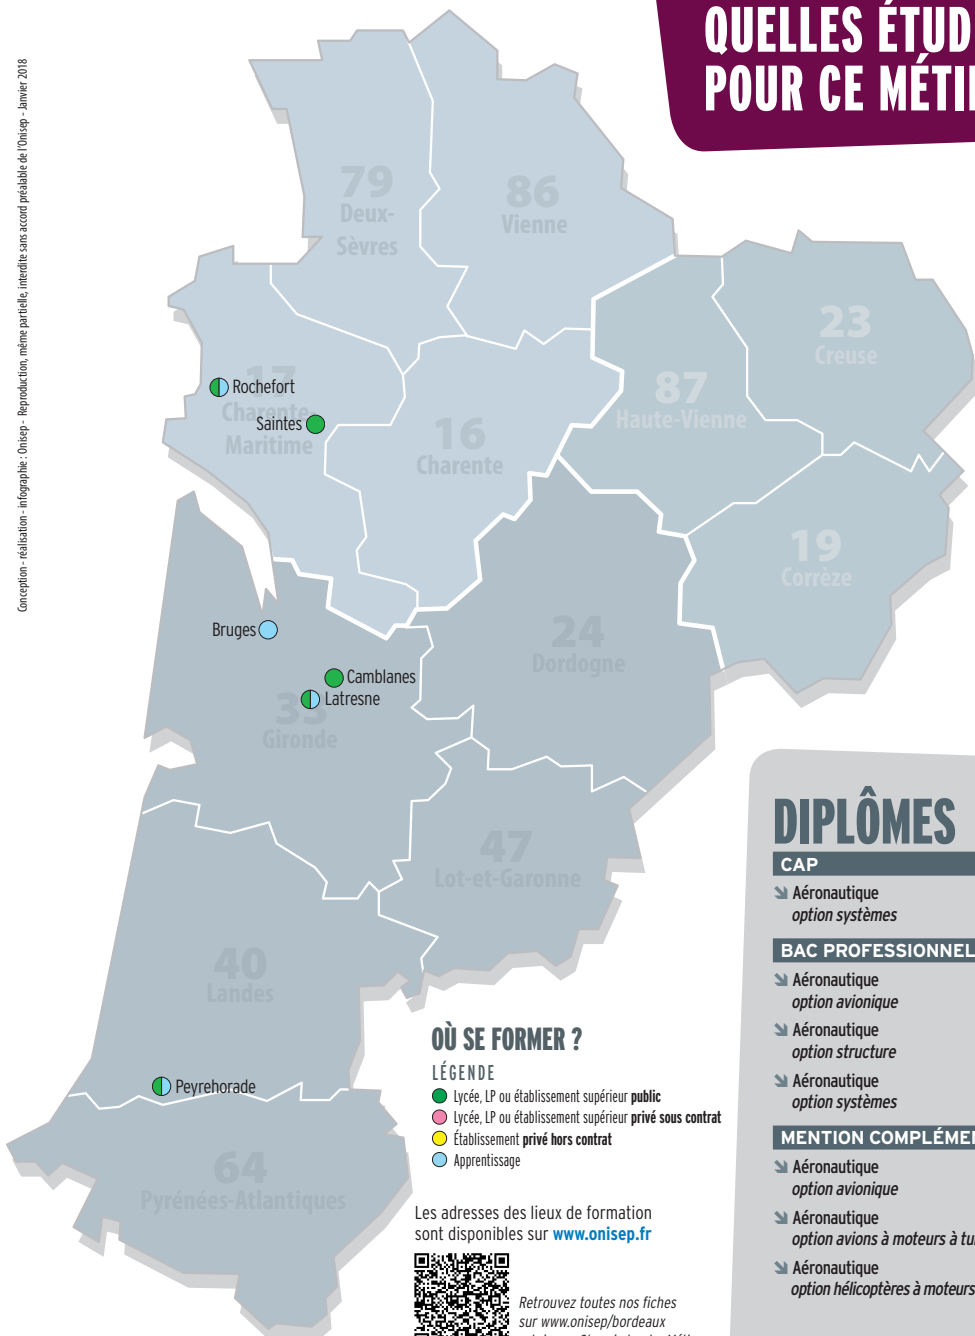 QUELLES ÉTUD
POUR CE MÉTI
Conception - réalisation - infographie : Onisep - Reproduction, même partielle, interdite sans accord préalable de l'Onisep - Janvier 2018
79
Deux-
Sèvres
86
Vienne
23
Creuse
87
Haute-Vienne
17
Charente-
Maritime
Rochefort
Saintes
16
Charente
19
Corrèze
24
Dordogne
Bruges
Camblanes
Latresne
33
Gironde
47
Lot-et-Garonne
40
Landes
Peyrehorade
64
Pyrénées-Atlantiques
OÙ SE FORMER ?
LÉGENDE
Lycée, LP ou établissement supérieur public
Lycée, LP ou établissement supérieur privé sous contrat
Établissement privé hors contrat
Apprentissage
Les adresses des lieux de formation
sont disponibles sur www.onisep.fr
Retrouvez toutes nos fiches
sur www.onisep/bordeaux
DIPLÔMES
CAP
Aéronautique
option systèmes
BAC PROFESSIONNEL
Aéronautique
option avionique
Aéronautique
option structure
Aéronautique
option systèmes
MENTION COMPLÉME
Aéronautique
option avionique
Aéronautique
option avions à moteurs à tu
Aéronautique
option hélicoptères à moteurs